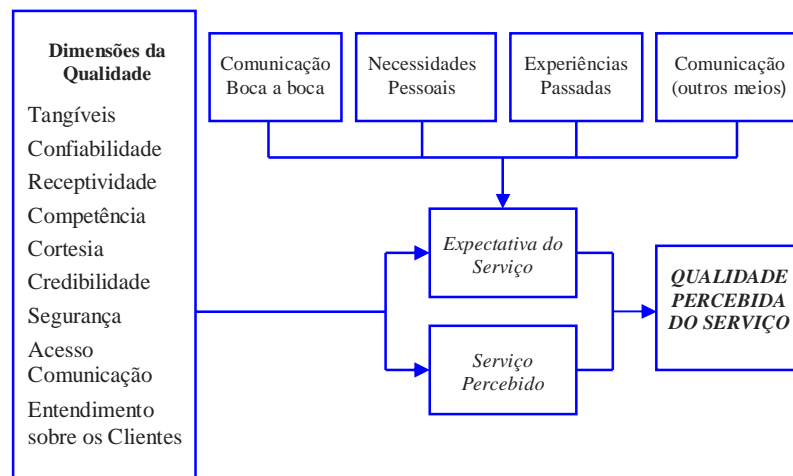 Dimensões da
Qualidade
Tangíveis
Confiabilidade
Receptividade
Competência
Cortesia
Credibilidade
Segurança
Acesso
Comunicação
Entendimento
sobre os Clientes
Comunicação
Boca a boca
Necessidades
Pessoais
Experiências
Passadas
Comunicação
(outros meios)
Expectativa do
Serviço
Serviço
Percebido
QUALIDADE
PERCEBIDA
DO SERVIÇO